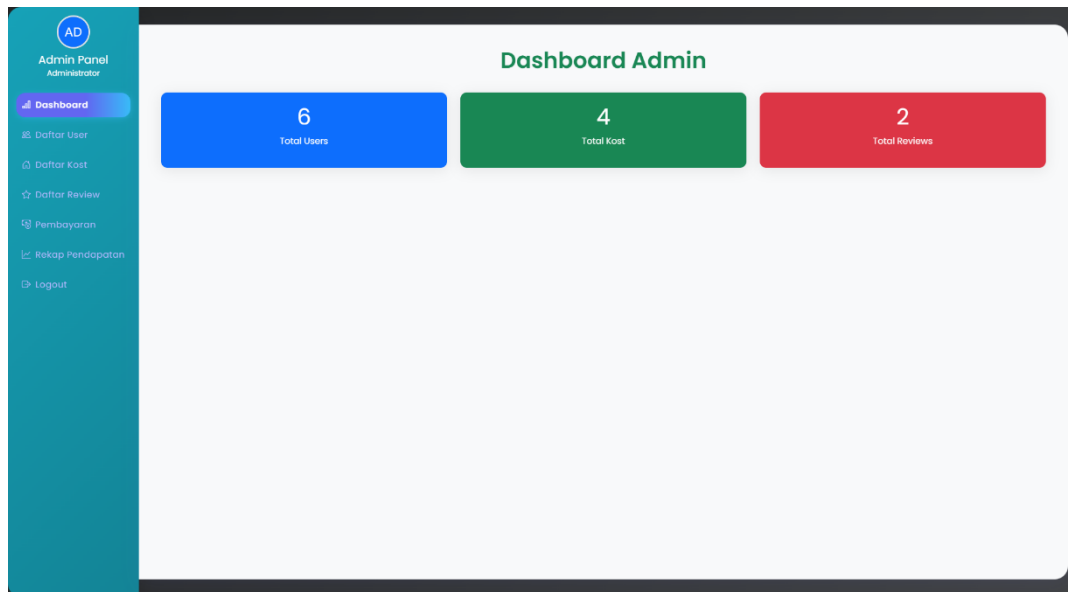 AD
Admin Panel
Administrator
Dashboard
Daftar User
Daftar Kost
Daftar Review
Pembayaran
Rekap Pendapatan
Logout
Dashboard Admin
6
Total Users
4
Total Kost
2
Total Reviews